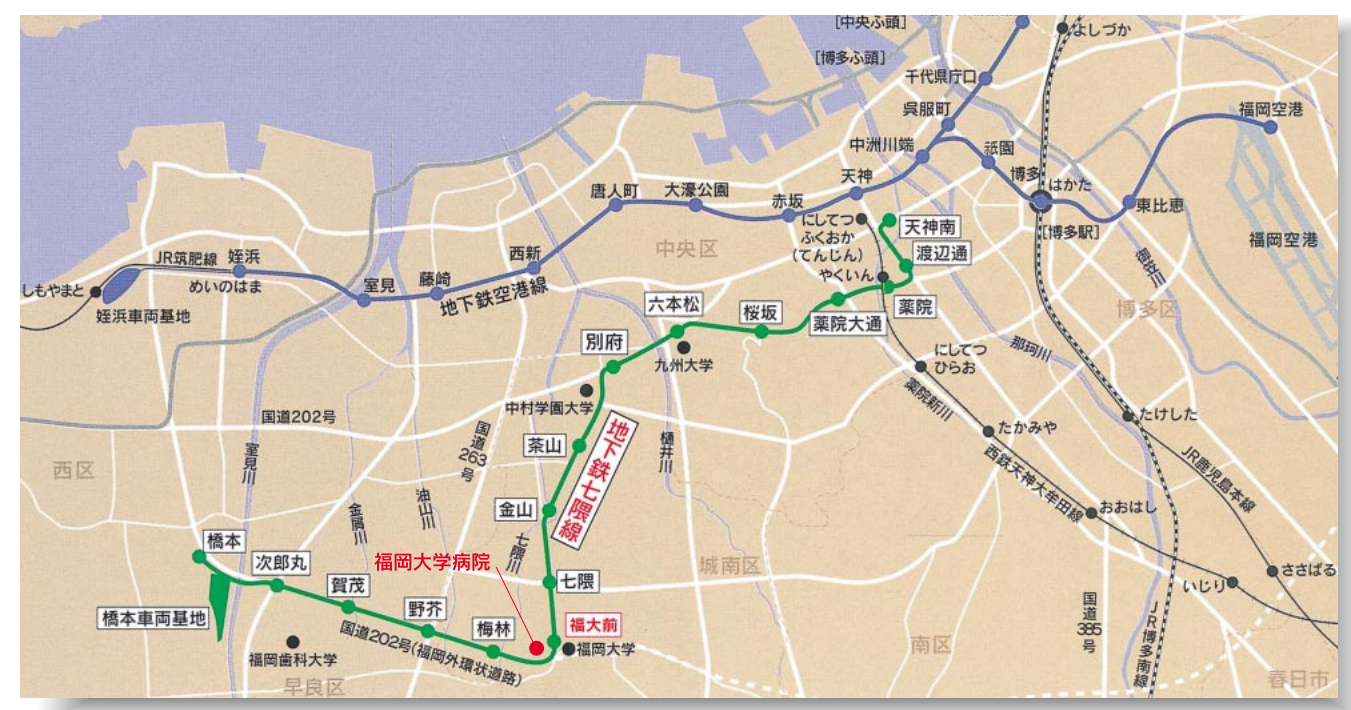 [中央ふ頭]
よしづか
[博多ふ頭]
千代県庁口
呉服町
福岡空港
中洲川端
祇園
天神
博多
はかた
唐人町
大濠公園
赤坂
東比恵
にしてつ
ふくおか
(てんじん)
天神南
[博多駅]
福岡空港
中央区
渡辺通
やくいん
西新
JR筑肥線
姪浜
めいのはま
室見
藤崎
地下鉄空港線
しもやまと
姪浜車両基地
御笠川
博多区
六本松
桜坂
薬院大通
薬院
別府
九州大学
にしてつ
ひらお
那珂川
薬院新川
中村学園大学
国道202号
たかみや
たけした
室見川
国道263号
茶山
地下鉄七隈線
樋井川
西鉄天神大牟田線
JR鹿児島本線
西区
金屑川
油山川
金山
七隈川
おおはし
橋本
次郎丸
福岡大学病院
城南区
賀茂
七隈
いじり
ささばる
橋本車両基地
野芥
梅林
福大前
国道385号
JR博多南線
国道202号(福岡外環状道路)
福岡歯科大学
福岡大学
南区
早良区
春日市